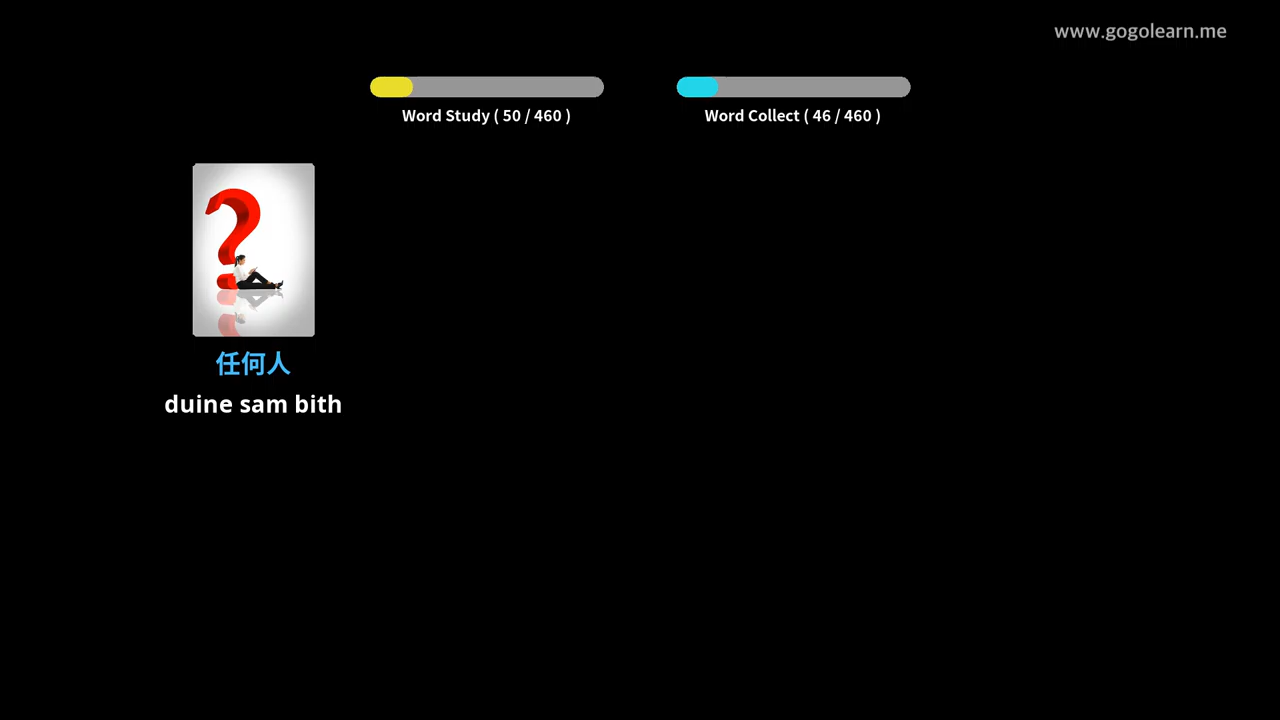 www.gogolearn.me
Word Study ( 50 / 460 )
Word Collect ( 46 / 460 )
任何人
duine sam bith